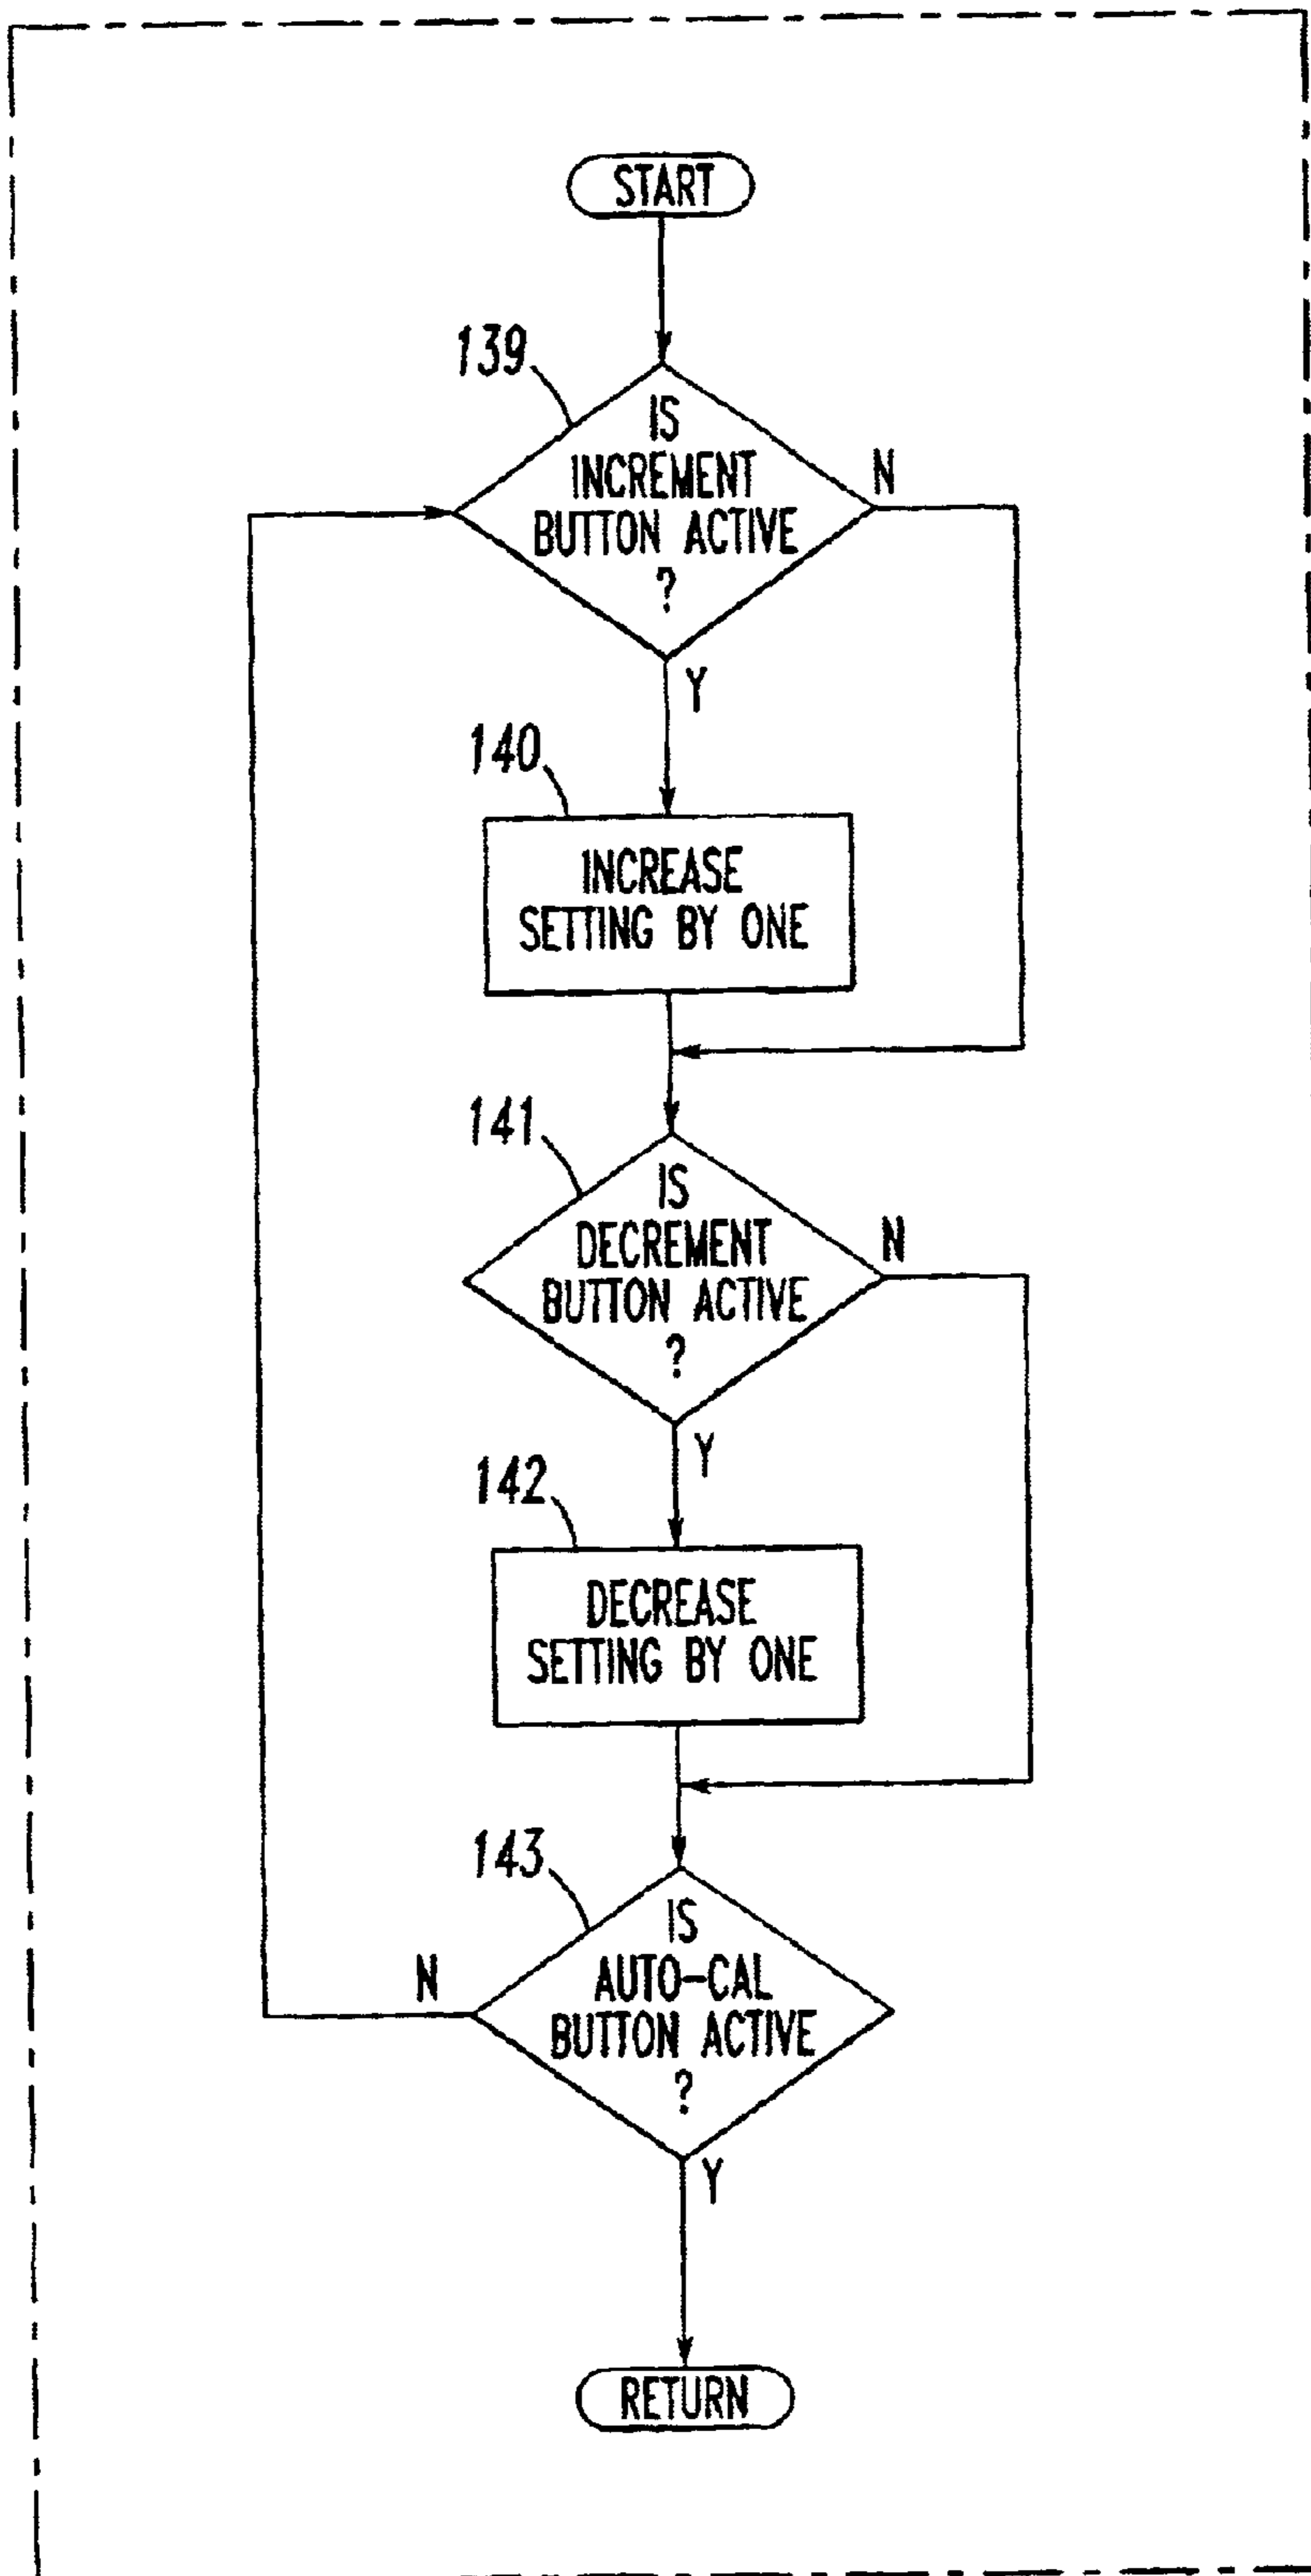 START
139
IS
INCREMENT
BUTTON ACTIVE
?
N
Y
140
INCREASE
SETTING BY ONE
141
IS
DECREMENT
BUTTON ACTIVE
?
N
Y
142
DECREASE
SETTING BY ONE
143
IS
AUTO-CAL
BUTTON ACTIVE
?
N
Y
RETURN